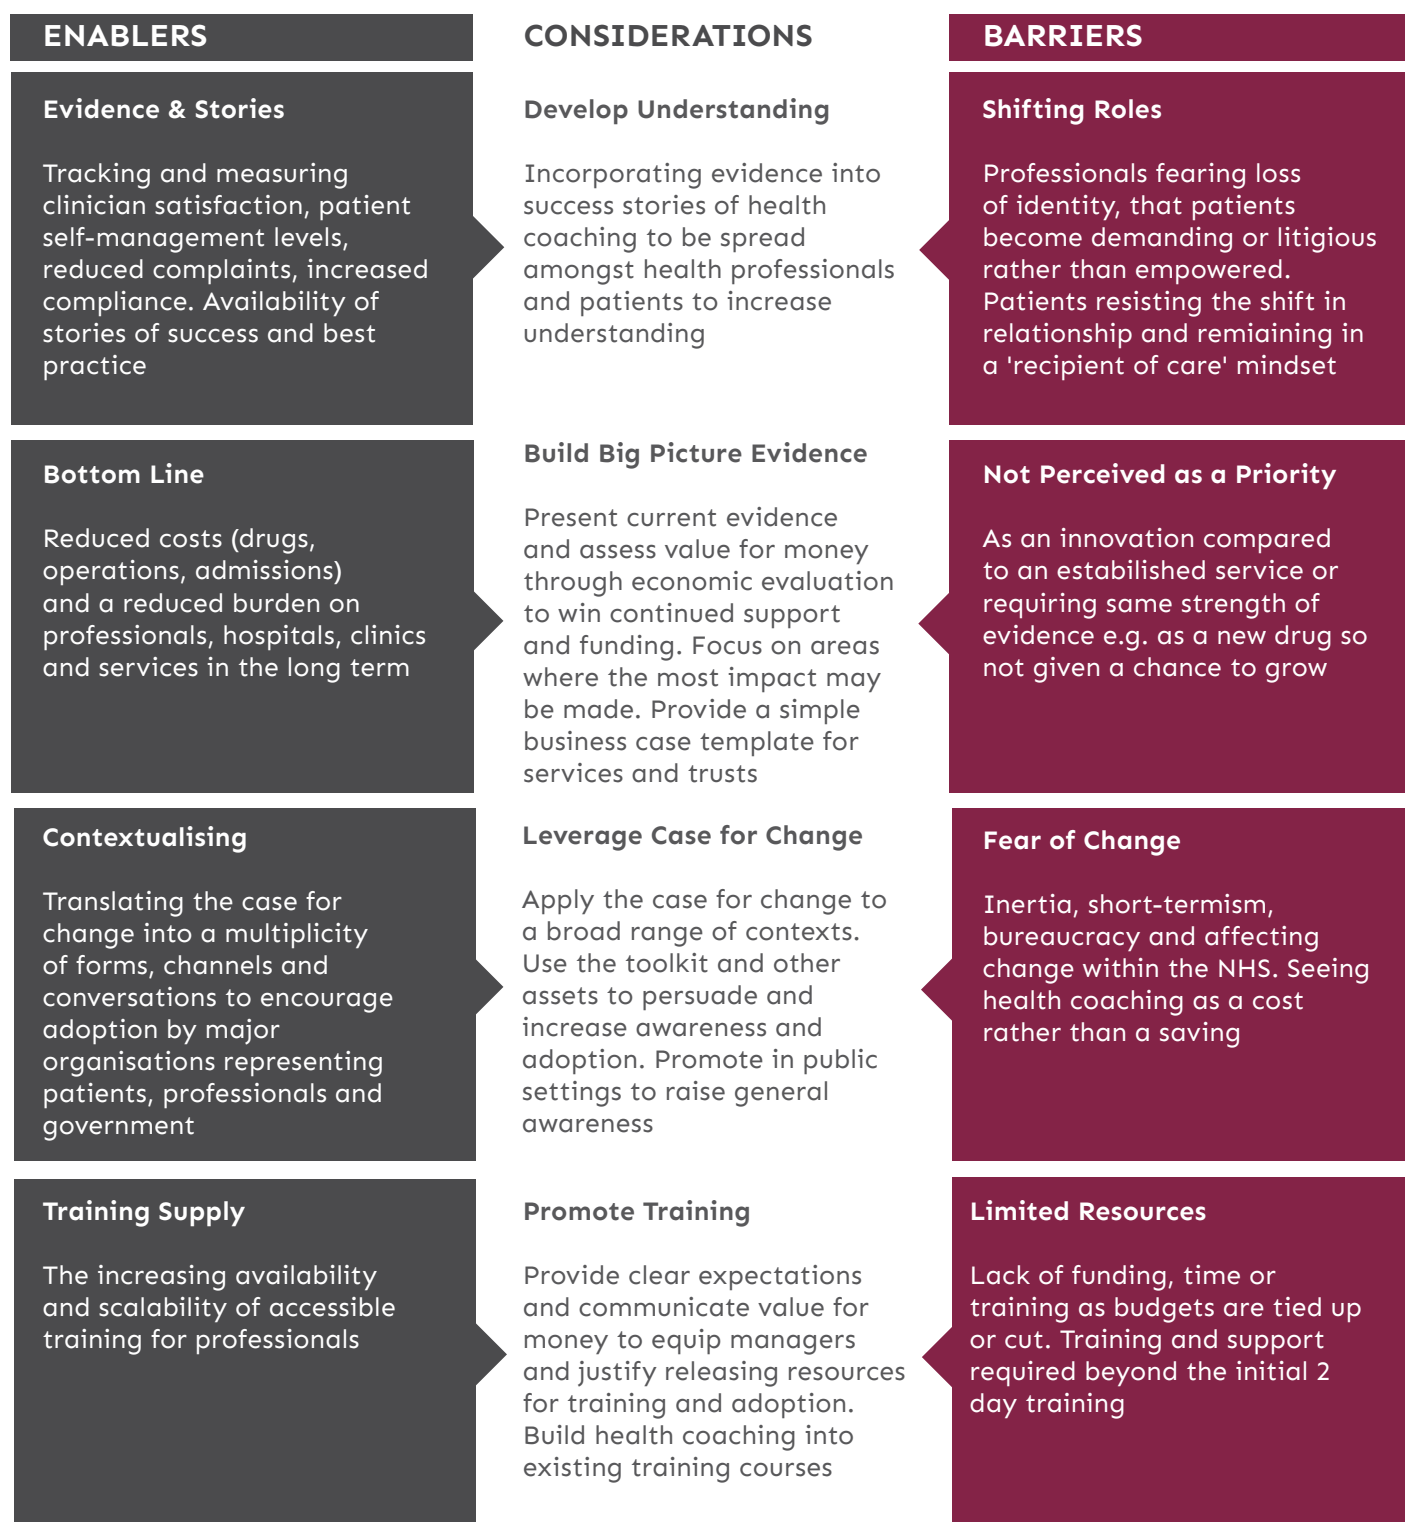 ENABLERS
CONSIDERATIONS
BARRIERS
Evidence & Stories
Tracking and measuring
clinician satisfaction, patient
self-management levels,
reduced complaints, increased
compliance. Availability of
stories of success and best
practice
Develop Understanding
Incorporating evidence into
success stories of health
coaching to be spread
amongst health professionals
and patients to increase
understanding
Shifting Roles
Professionals fearing loss
of identity, that patients
become demanding or litigious
rather than empowered.
Patients resisting the shift in
relationship and remiaining in
a 'recipient of care' mindset
Bottom Line
Reduced costs (drugs,
operations, admissions)
and a reduced burden on
professionals, hospitals, clinics
and services in the long term
Build Big Picture Evidence
Present current evidence
and assess value for money
through economic evaluation
to win continued support
and funding. Focus on areas
where the most impact may
be made. Provide a simple
business case template for
services and trusts
Not Perceived as a Priority
As an innovation compared
to an estabilished service or
requiring same strength of
evidence e.g. as a new drug so
not given a chance to grow
Contextualising
Translating the case for
change into a multiplicity
of forms, channels and
conversations to encourage
adoption by major
organisations representing
patients, professionals and
government
Leverage Case for Change
Apply the case for change to
a broad range of contexts.
Use the toolkit and other
assets to persuade and
increase awareness and
adoption. Promote in public
settings to raise general
awareness
Fear of Change
Inertia, short-termism,
bureaucracy and affecting
change within the NHS. Seeing
health coaching as a cost
rather than a saving
Training Supply
The increasing availability
and scalability of accessible
training for professionals
Promote Training
Provide clear expectations
and communicate value for
money to equip managers
and justify releasing resources
for training and adoption.
Build health coaching into
existing training courses
Limited Resources
Lack of funding, time or
training as budgets are tied up
or cut. Training and support
required beyond the initial 2
day training